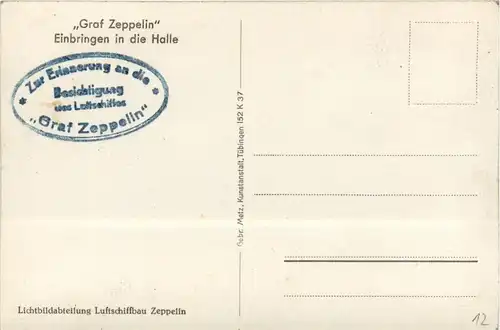 „Graf Zeppelin"
Einbringen in die Halle
Zur Erinnerung an die
Besichtigung
des Luftschiffes
„Graf Zeppelin"
Gebr. Metz, Kunstanstalt, Tübingen 152 K 37
Lichtbildabteilung Luftschiffbau Zeppelin
12